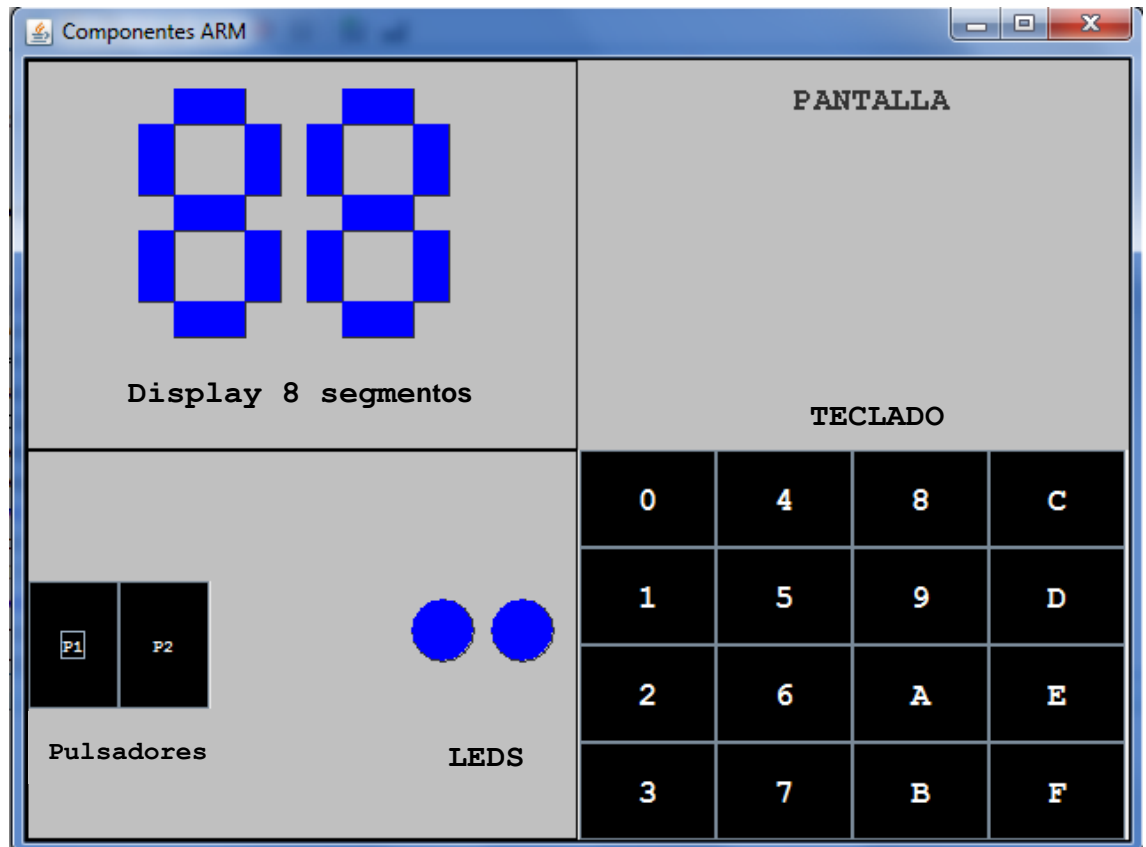 Componentes ARM
88
Display 8 segmentos
PANTALLA
TECLADO
0 4 8 C
1 5 9 D
2 6 A E
3 7 B F
P1 P2
Pulsadores
LEDS